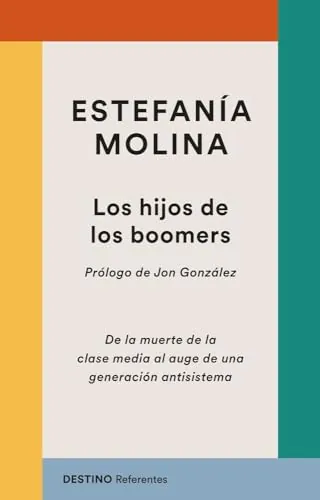 ESTEFANÍA
MOLINA
Los hijos de
los boomers
Prólogo de Jon González
De la muerte de la
clase media al auge de una
generación antisistema
DESTINO Referentes